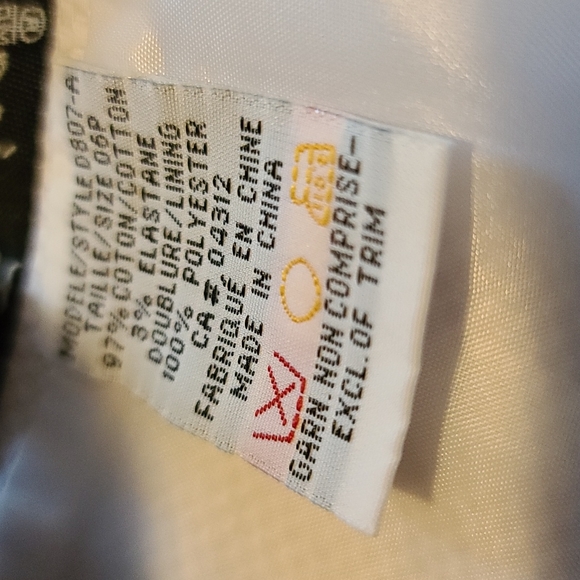 MODELE/STYLE 0807-A
TAILLE/SIZE 06P
97% COTON/COTTON
3% ELASTANE
DOUBLURE/LINING
100% POLYESTER
CA# 04312
FABRIQUÉ EN CHINE
MADE IN CHINA
GARN.NON COMPRISE-
EXCL.OF TRIM